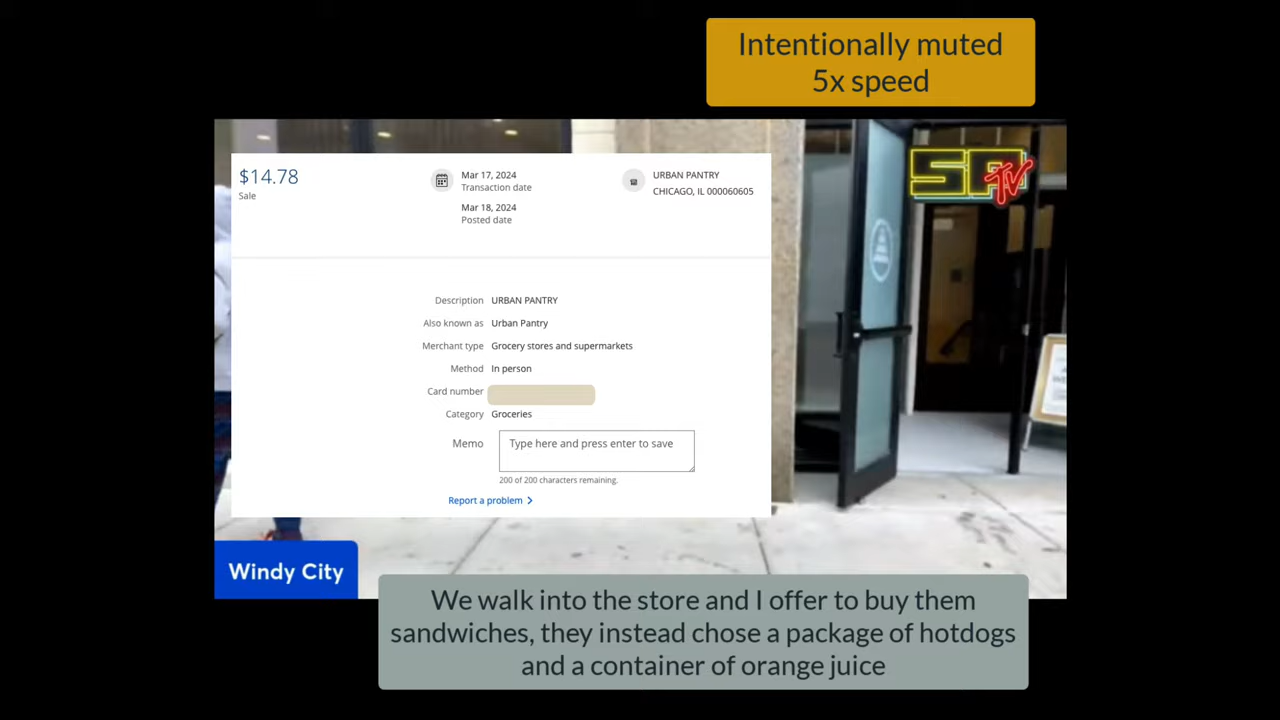 Intentionally muted
5x speed
SPTV
$14.78
Sale
Mar 17, 2024
Transaction date
Mar 18, 2024
Posted date
URBAN PANTRY
CHICAGO, IL 000060605
Description URBAN PANTRY
Also known as Urban Pantry
Merchant type Grocery stores and supermarkets
Method In person
Card number
Category Groceries
Memo Type here and press enter to save
200 of 200 characters remaining.
Report a problem
Windy City
We walk into the store and I offer to buy them
sandwiches, they instead chose a package of hotdogs
and a container of orange juice